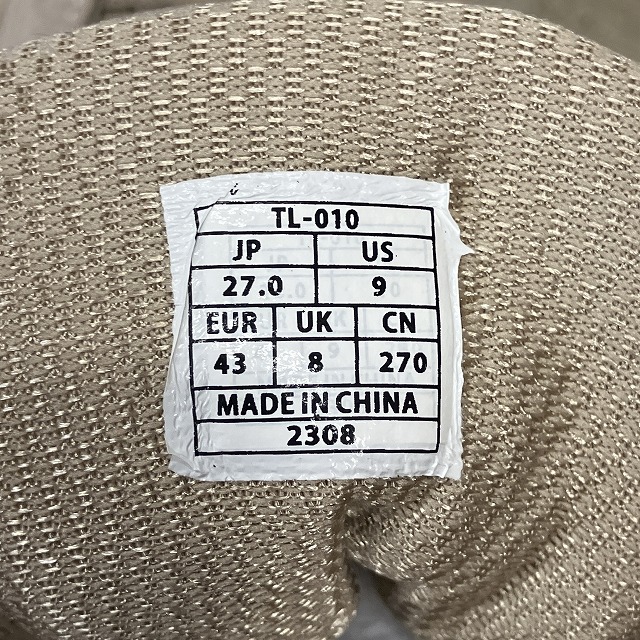 TL-010
JP US
27.0 9
EUR UK CN
43 8 270
MADE IN CHINA
2308